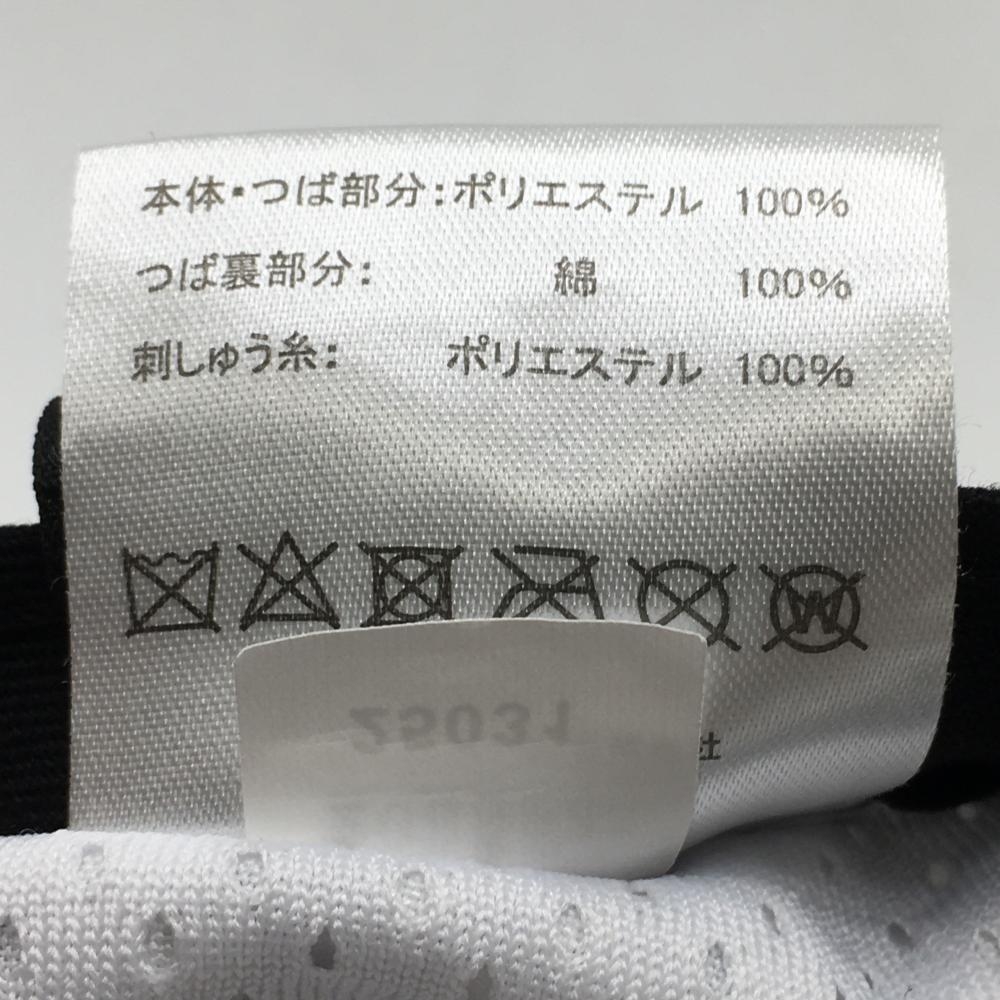 本体・つば部分：ポリエステル 100%
つば裏部分： 綿 100%
刺しゅう糸： ポリエステル 100%
W
社